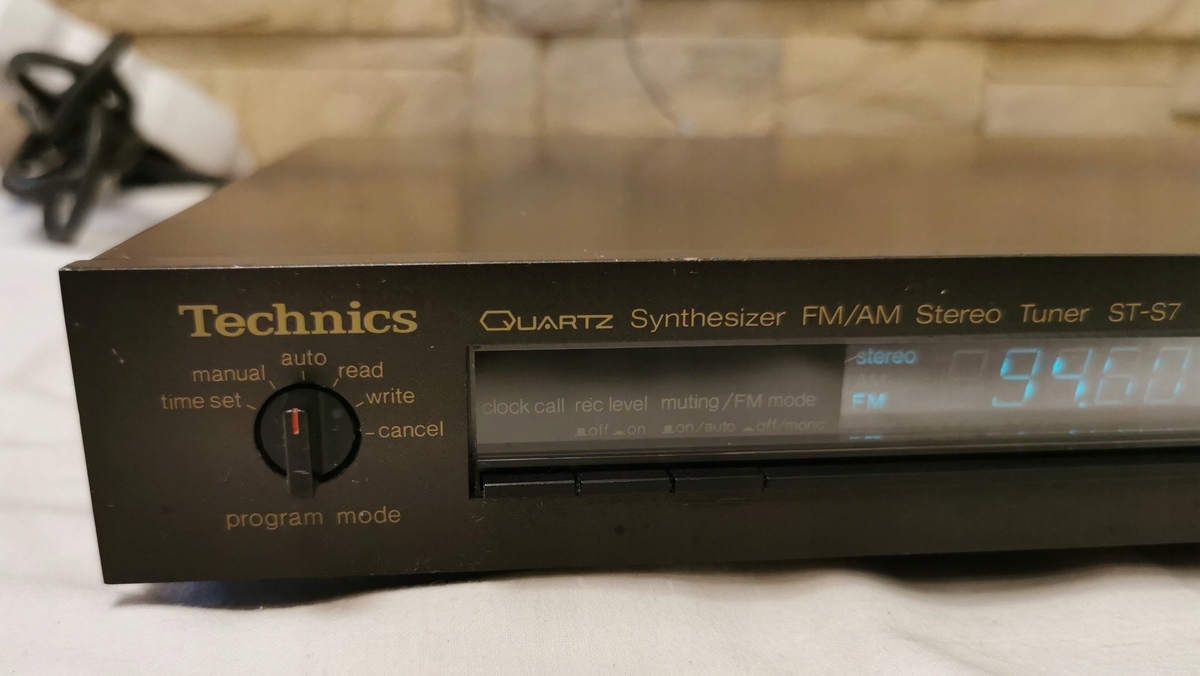 Technics
QUARTZ Synthesizer FM/AM Stereo Tuner ST-S7
auto
manual read
time set write
cancel
program mode
clock call rec level muting/FM mode
off on on/auto off/mono
stereo
FM